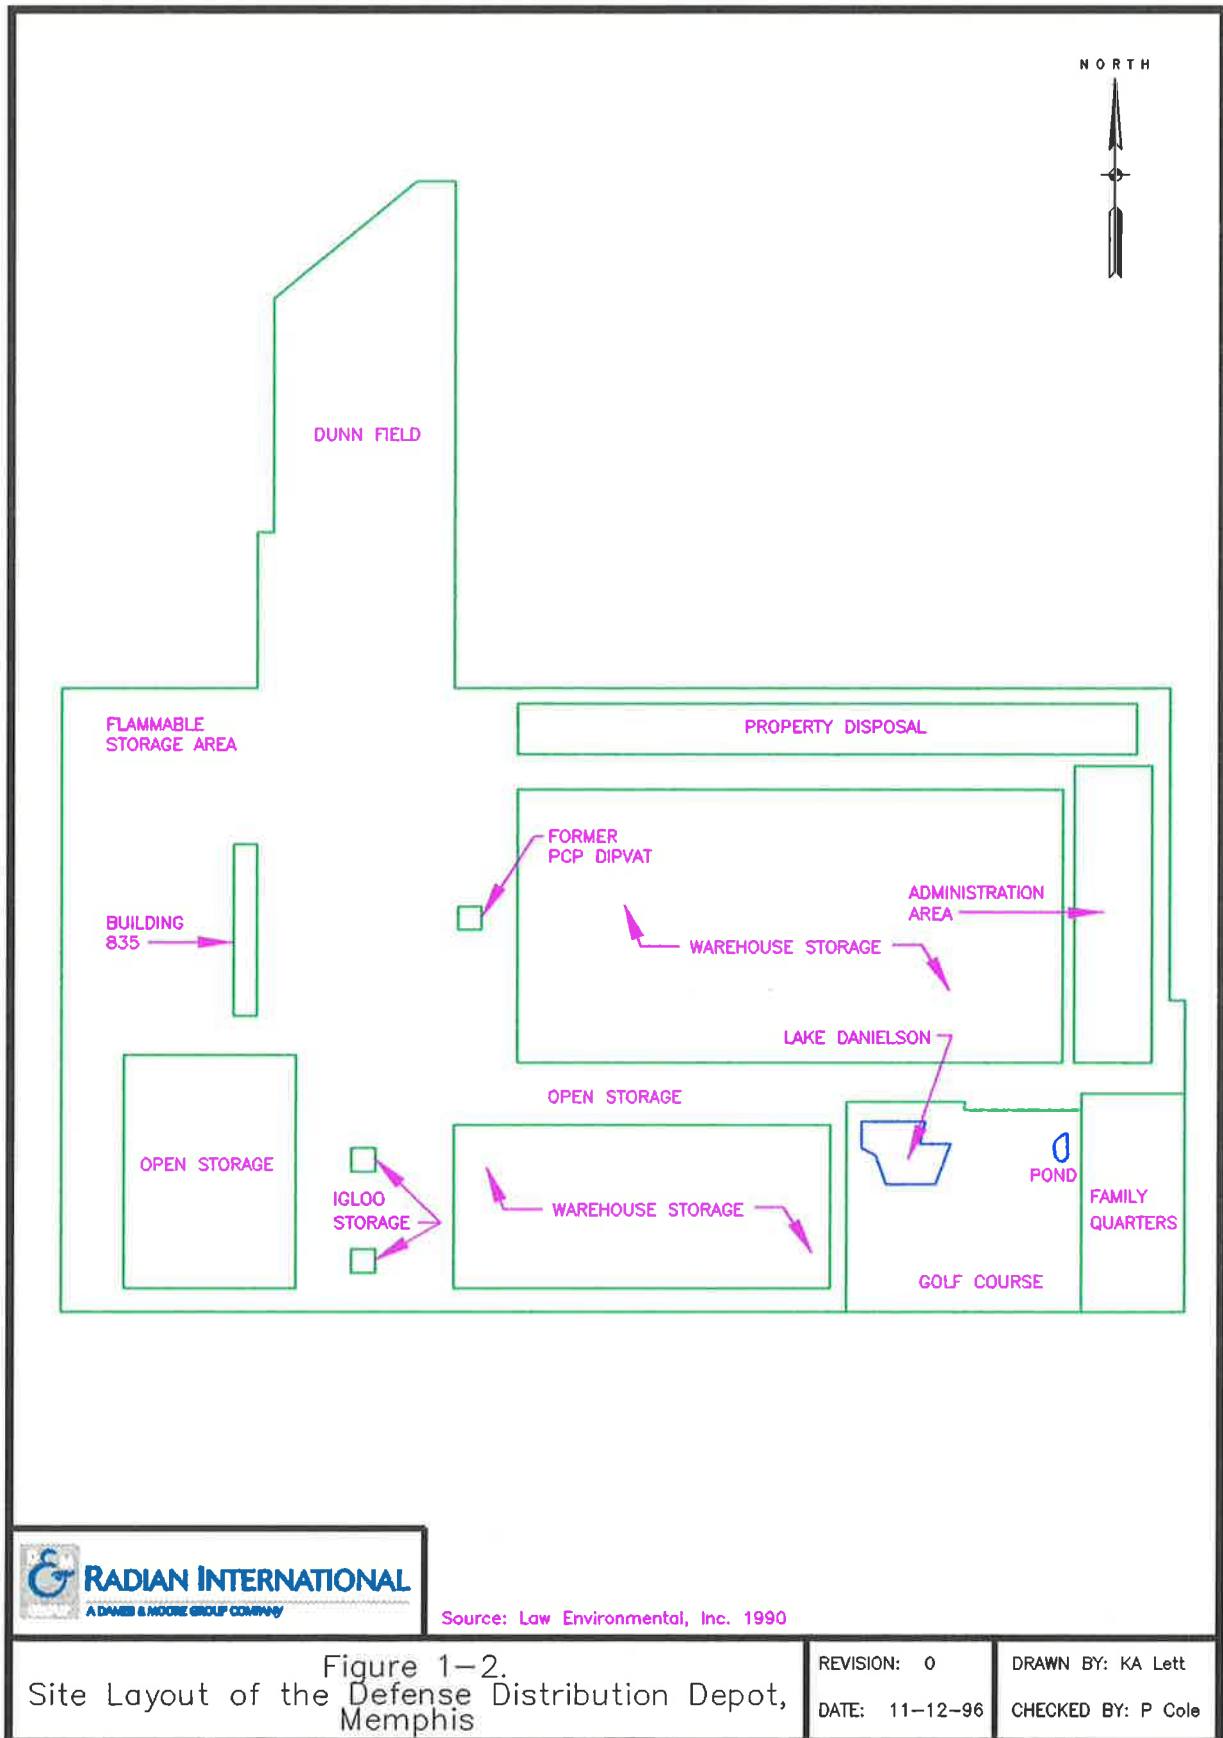 NORTH
DUNN FIELD
FLAMMABLE
STORAGE AREA
PROPERTY DISPOSAL
FORMER
PCP DIPVAT
ADMINISTRATION
AREA
BUILDING
835
WAREHOUSE STORAGE
LAKE DANIELSON
OPEN STORAGE
OPEN STORAGE
POND
IGLOO
STORAGE
WAREHOUSE STORAGE
FAMILY
QUARTERS
GOLF COURSE
RADIAN INTERNATIONAL
A DAMES & MOORE GROUP COMPANY
Source: Law Environmental, Inc. 1990
Figure 1-2.
Site Layout of the Defense Distribution Depot,
Memphis
REVISION: 0
DATE: 11-12-96
DRAWN BY: KA Lett
CHECKED BY: P Cole